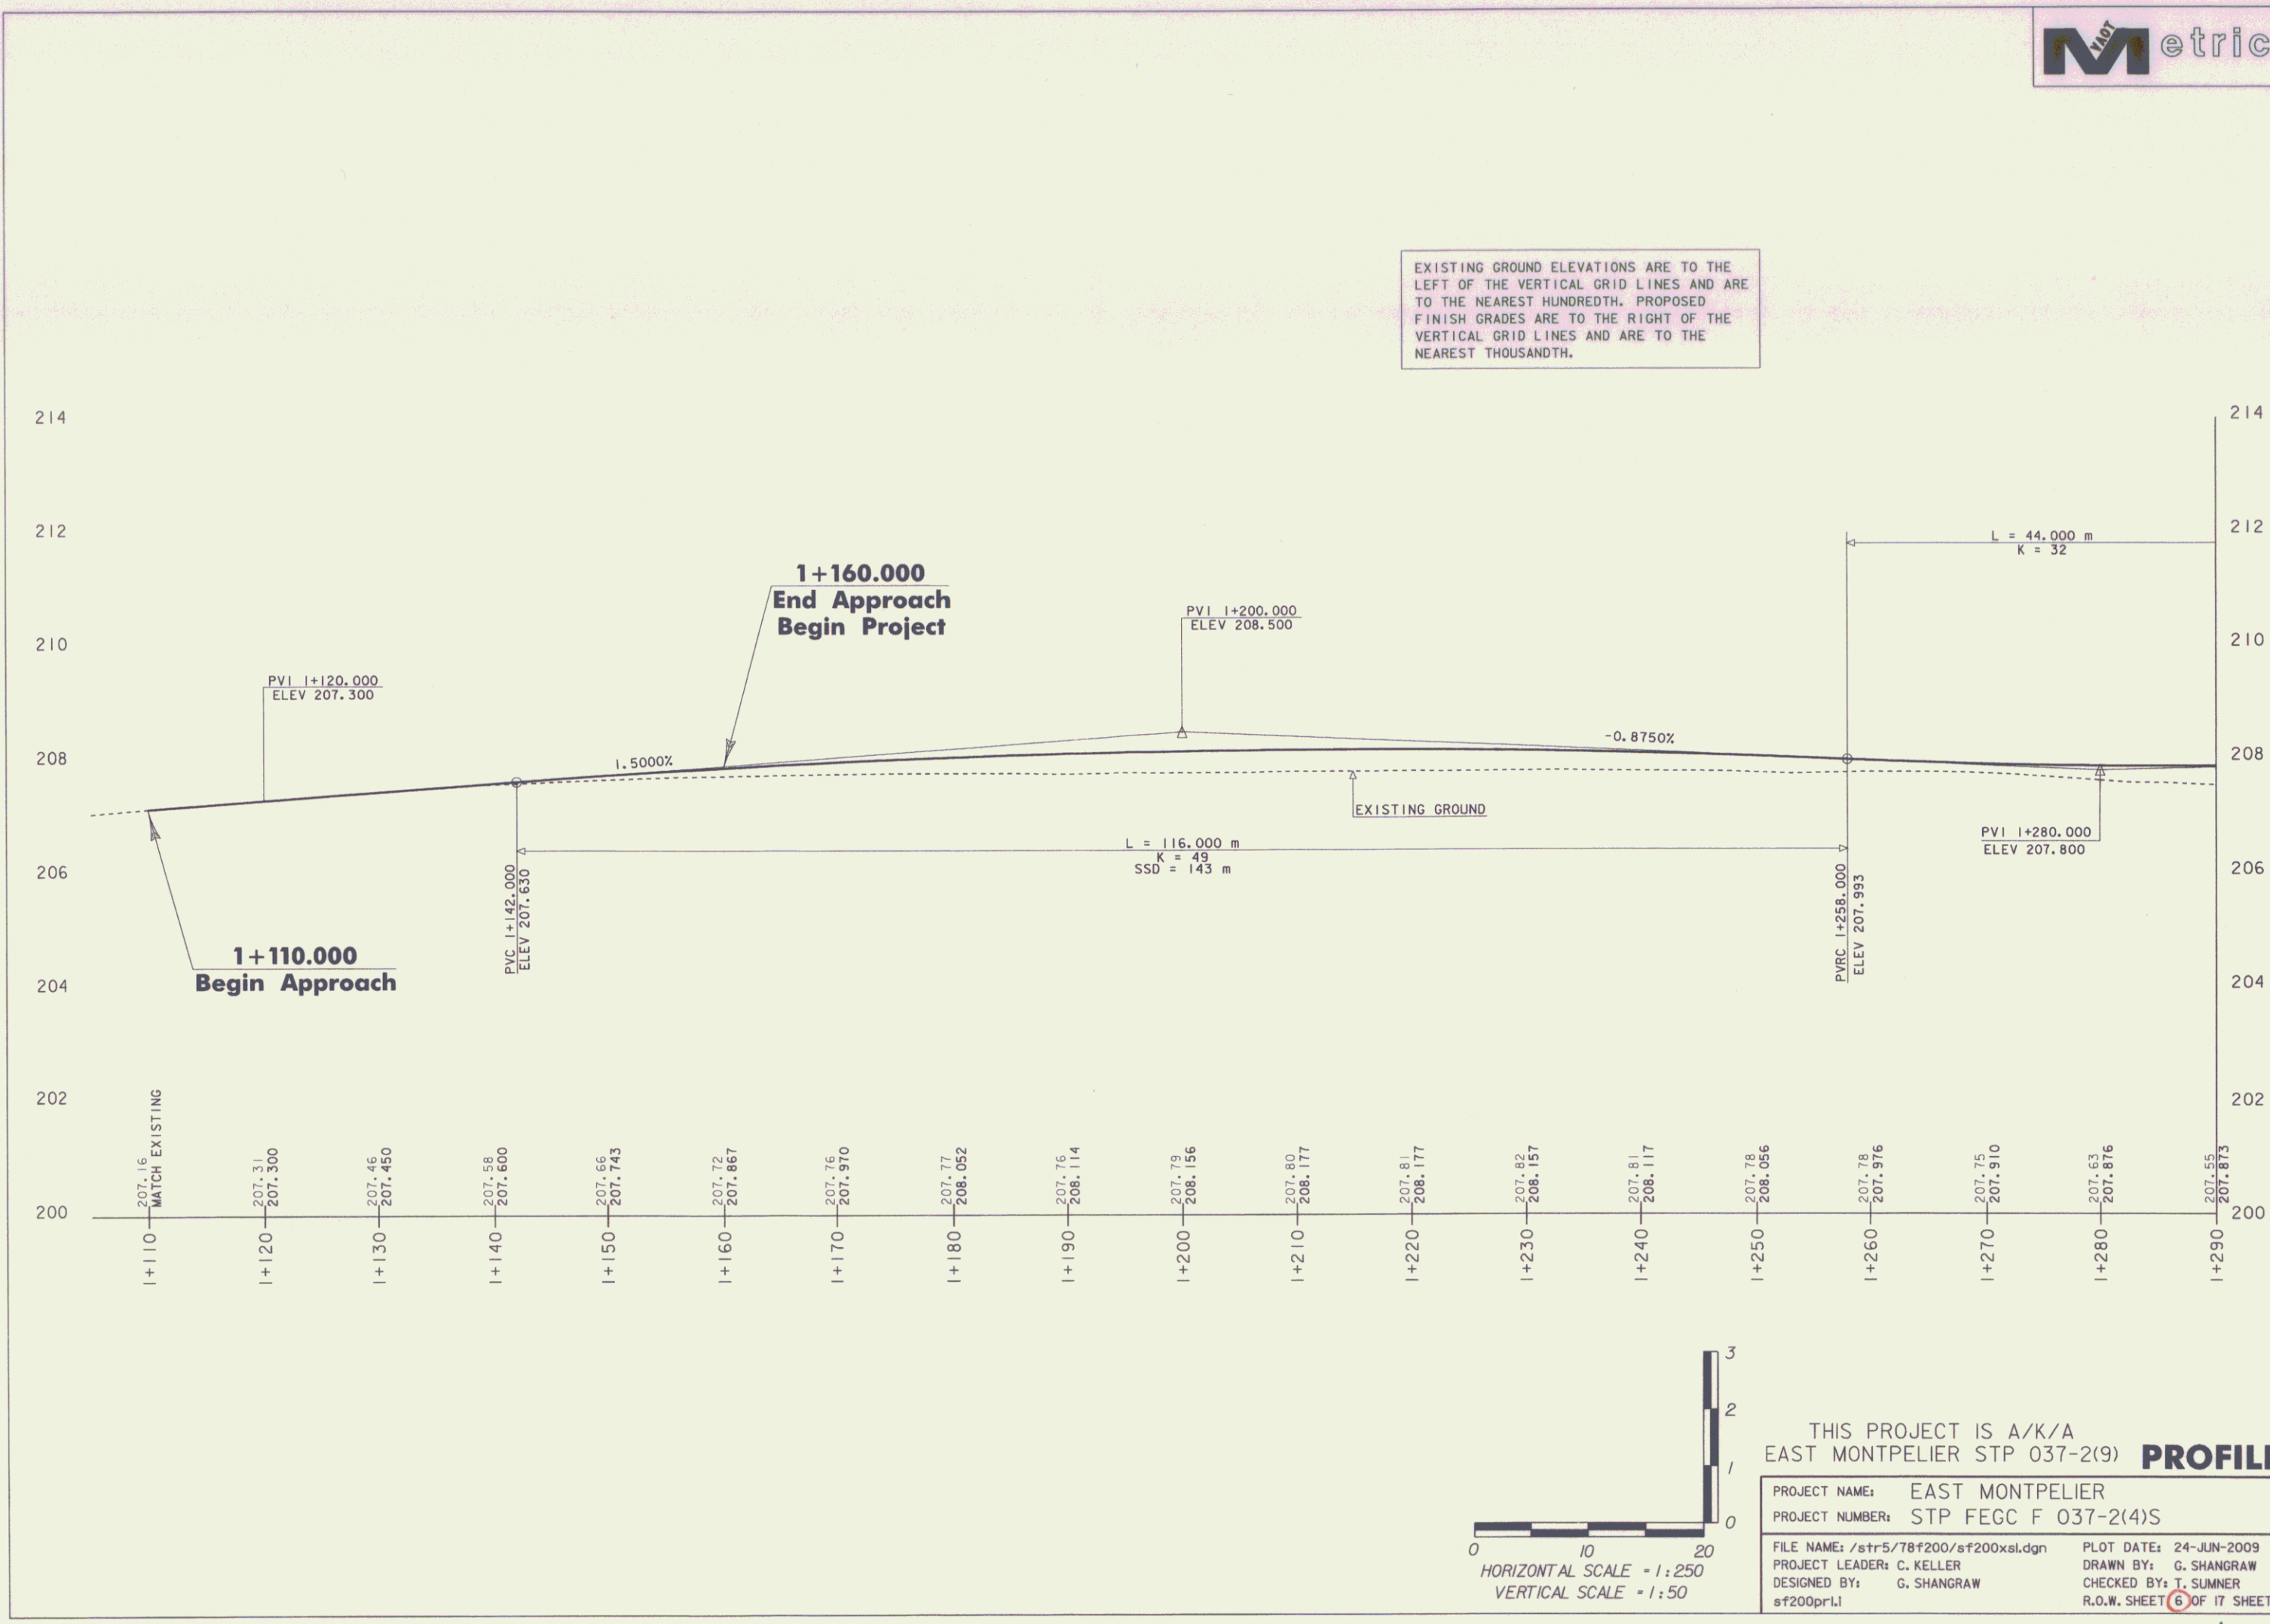 VAOT
Metric
EXISTING GROUND ELEVATIONS ARE TO THE
LEFT OF THE VERTICAL GRID LINES AND ARE
TO THE NEAREST HUNDREDTH. PROPOSED
FINISH GRADES ARE TO THE RIGHT OF THE
VERTICAL GRID LINES AND ARE TO THE
NEAREST THOUSANDTH.
214
214
212
212
L = 44.000 m
K = 32
1+160.000
End Approach
Begin Project
PVI 1+200.000
ELEV 208.500
210
210
PVI 1+120.000
ELEV 207.300
208
208
1.5000%
-0.8750%
EXISTING GROUND
PVI 1+280.000
ELEV 207.800
L = 116.000 m
K = 49
SSD = 143 m
206
206
PVC 1+142.000
ELEV 207.630
PVRC 1+258.000
ELEV 207.993
1+110.000
Begin Approach
204
204
202
202
207.16
MATCH EXISTING
207.31
207.300
207.46
207.450
207.58
207.600
207.66
207.743
207.72
207.867
207.76
207.970
207.77
208.052
207.76
208.114
207.79
208.156
207.80
208.177
207.81
208.177
207.82
208.157
207.81
208.117
207.78
208.056
207.78
207.976
207.75
207.910
207.63
207.876
207.55
207.873
200
200
1+110
1+120
1+130
1+140
1+150
1+160
1+170
1+180
1+190
1+200
1+210
1+220
1+230
1+240
1+250
1+260
1+270
1+280
1+290
3
2
1
0
0 10 20
HORIZONTAL SCALE = 1:250
VERTICAL SCALE = 1:50
THIS PROJECT IS A/K/A
EAST MONTPELIER STP 037-2(9)
PROFIL
PROJECT NAME: EAST MONTPELIER
PROJECT NUMBER: STP FEGC F 037-2(4)S
FILE NAME: /str5/78f200/sf200xsl.dgn
PLOT DATE: 24-JUN-2009
PROJECT LEADER: C. KELLER
DRAWN BY: G. SHANGRAW
DESIGNED BY: G. SHANGRAW
CHECKED BY: T. SUMNER
sf200prl.i
R.O.W. SHEET 6 OF 17 SHEET